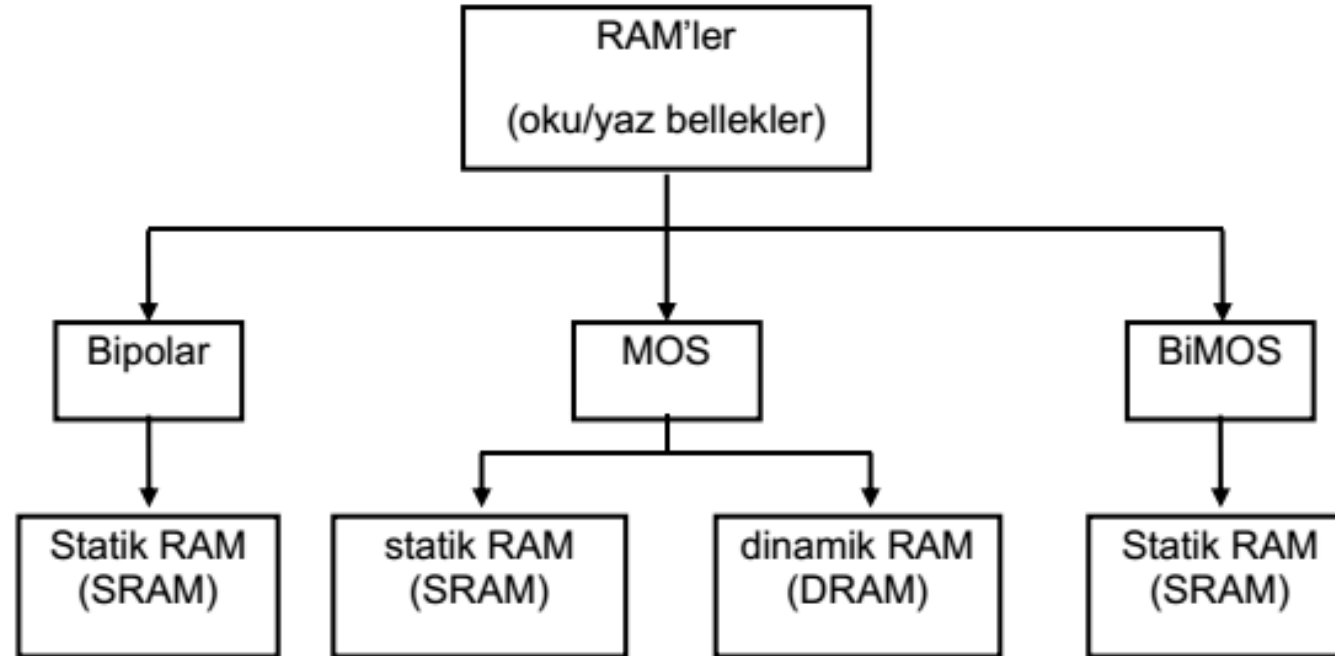 RAM’ler
(oku/yaz bellekler)
Bipolar
MOS
BiMOS
Statik RAM
(SRAM)
statik RAM
(SRAM)
dinamik RAM
(DRAM)
Statik RAM
(SRAM)